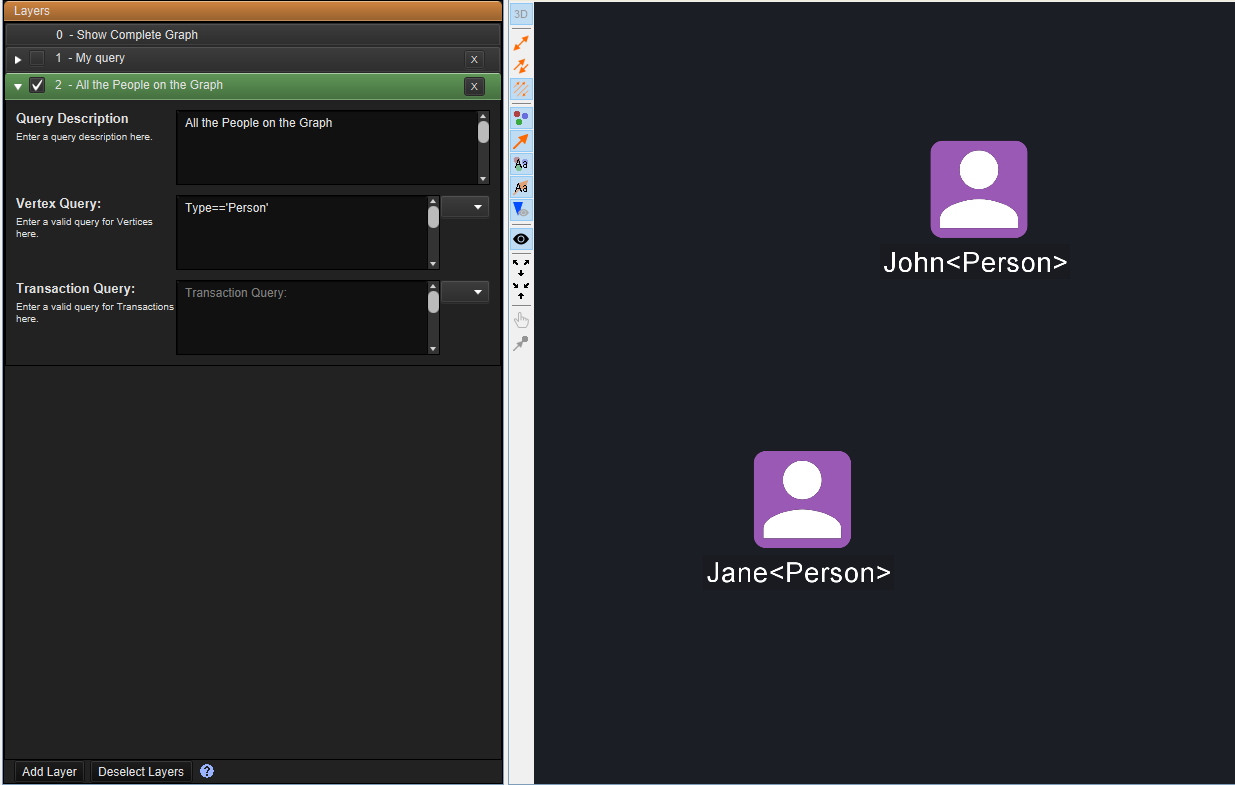 Layers
0 - Show Complete Graph
1 - My query
X
2 - All the People on the Graph
X
Query Description
Enter a query description here.
All the People on the Graph
Vertex Query:
Enter a valid query for Vertices
here.
Type=='Person'
Transaction Query:
Enter a valid query for Transactions
here.
Transaction Query:
Add Layer
Deselect Layers
?
3D
Aa
Aa
John<Person>
Jane<Person>